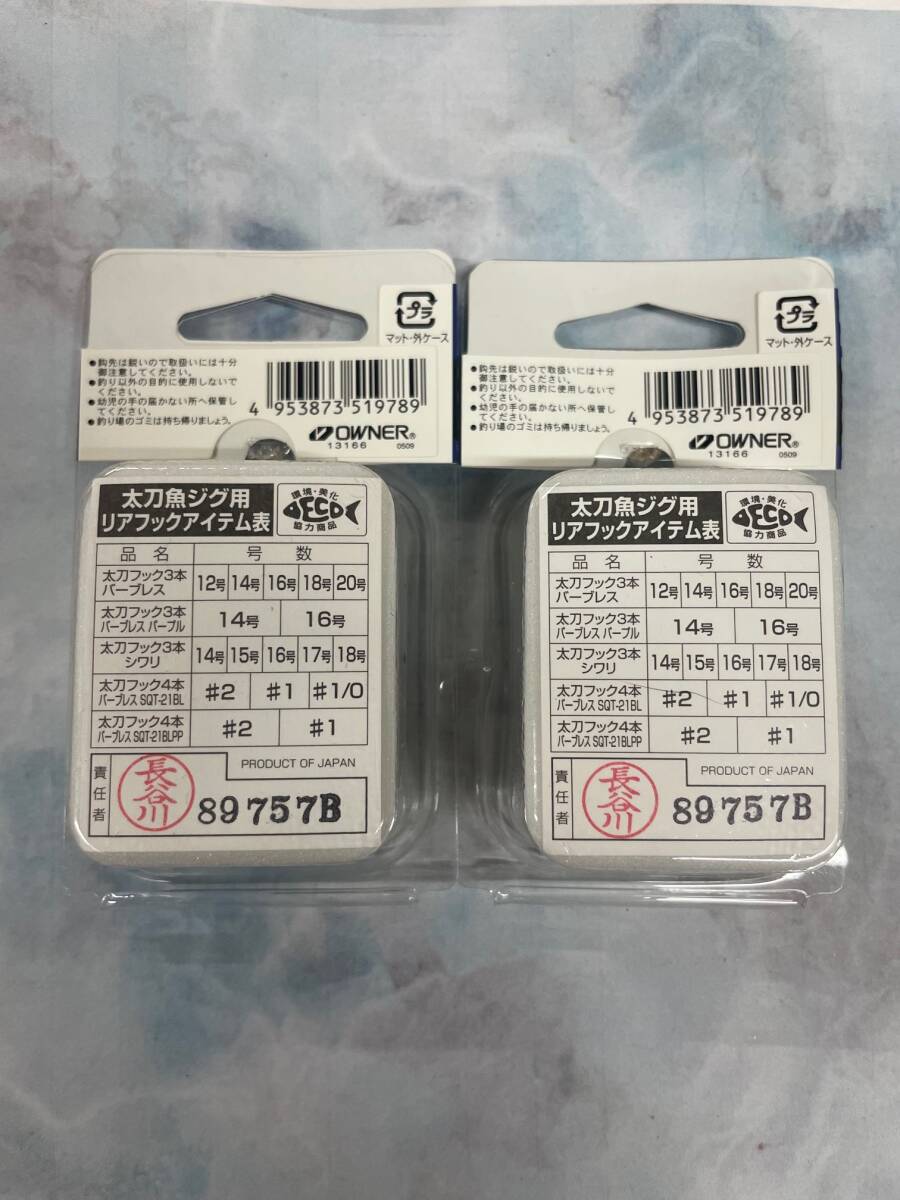 プラ
マット・外ケース
●鈎先は鋭いので取扱いには十分
御注意してください。
●釣り以外の目的に使用しないで
ください。
●幼児の手の届かない所へ保管し
てください。
●釣り場のゴミは持ち帰りましょう。
4 953873 519789
OWNER®
13166
0509
太刀魚ジグ用
リアフックアイテム表
環境・美化
ECO
協力商品
品名 号数
太刀フック3本
バーブレス
12号 14号 16号 18号 20号
太刀フック3本
バーブレス パープル
14号 16号
太刀フック3本
シワリ
14号 15号 16号 17号 18号
太刀フック4本
バーブレス SQT-21BL
#2 #1 #1/0
太刀フック4本
バーブレス SQT-21BLPP
#2 #1
責任者
長谷川
PRODUCT OF JAPAN
89757B
プラ
マット・外ケース
●鈎先は鋭いので取扱いには十分
御注意してください。
●釣り以外の目的に使用しないで
ください。
●幼児の手の届かない所へ保管し
てください。
●釣り場のゴミは持ち帰りましょう。
4 953873 519789
OWNER®
13166
0509
太刀魚ジグ用
リアフックアイテム表
環境・美化
ECO
協力商品
品名 号数
太刀フック3本
バーブレス
12号 14号 16号 18号 20号
太刀フック3本
バーブレス パープル
14号 16号
太刀フック3本
シワリ
14号 15号 16号 17号 18号
太刀フック4本
バーブレス SQT-21BL
#2 #1 #1/0
太刀フック4本
バーブレス SQT-21BLPP
#2 #1
責任者
長谷川
PRODUCT OF JAPAN
89757B